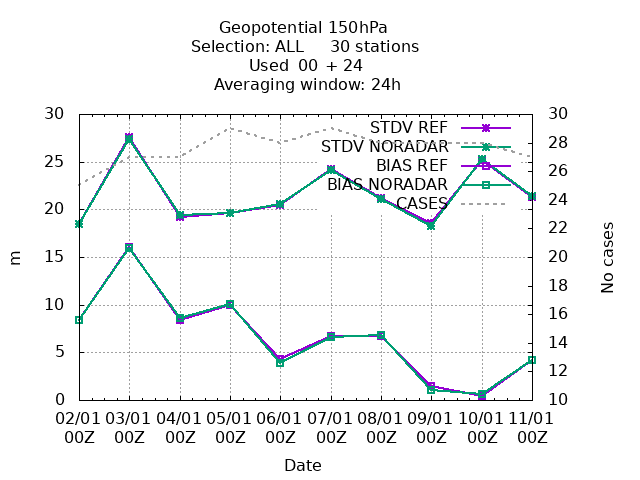 Geopotential 150hPa
Selection: ALL 30 stations
Used 00 + 24
Averaging window: 24h
30 30
STDV REF
28
STDV NORADAR
25 26
BIAS REF
BIAS NORADAR
24
CASES
20
22
15 20
18
10
16
14
5
12
0 10
m
No cases
02/01 03/01 04/01 05/01 06/01 07/01 08/01 09/01 10/01 11/01
00Z 00Z 00Z 00Z 00Z 00Z 00Z 00Z 00Z 00Z
Date